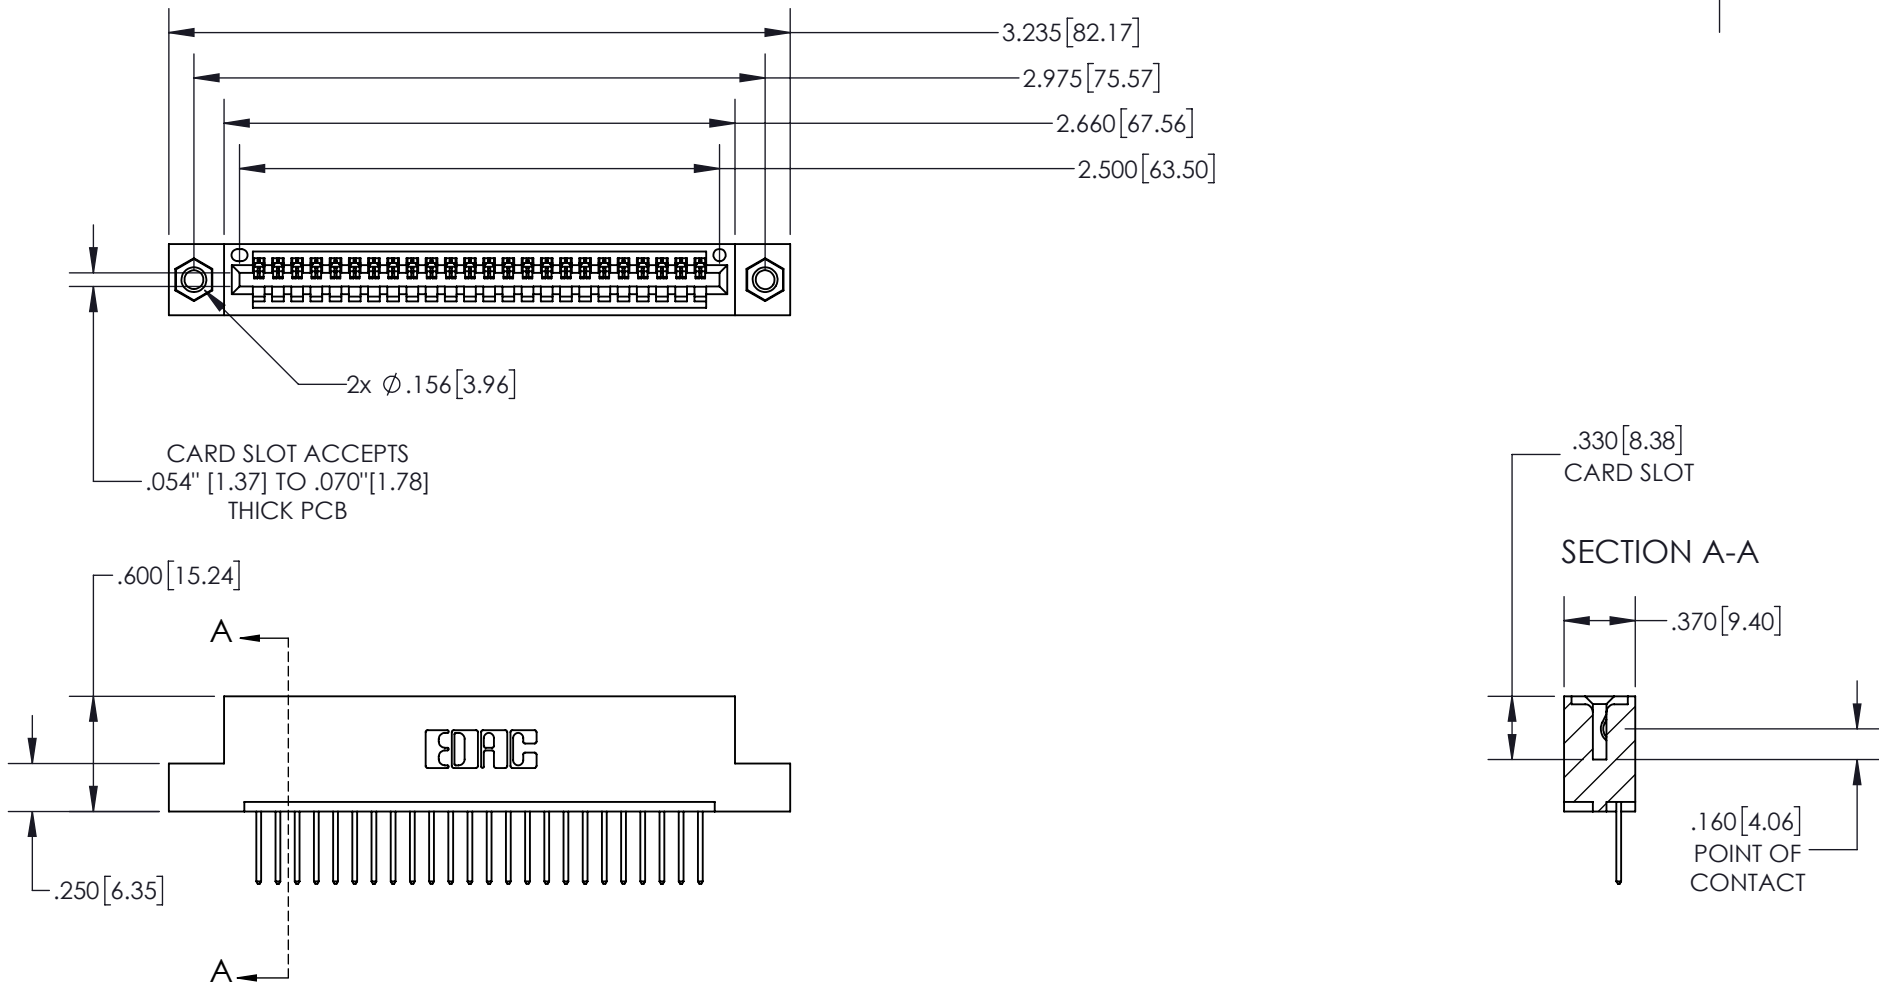 3.235[82.17]
2.975[75.57]
2.660[67.56]
2.500[63.50]
2x ∅.156[3.96]
CARD SLOT ACCEPTS
.054" [1.37] TO .070"[1.78]
THICK PCB
.330[8.38]
CARD SLOT
SECTION A-A
.600[15.24]
.370[9.40]
A
EDAC
.160[4.06]
POINT OF
CONTACT
.250[6.35]
A